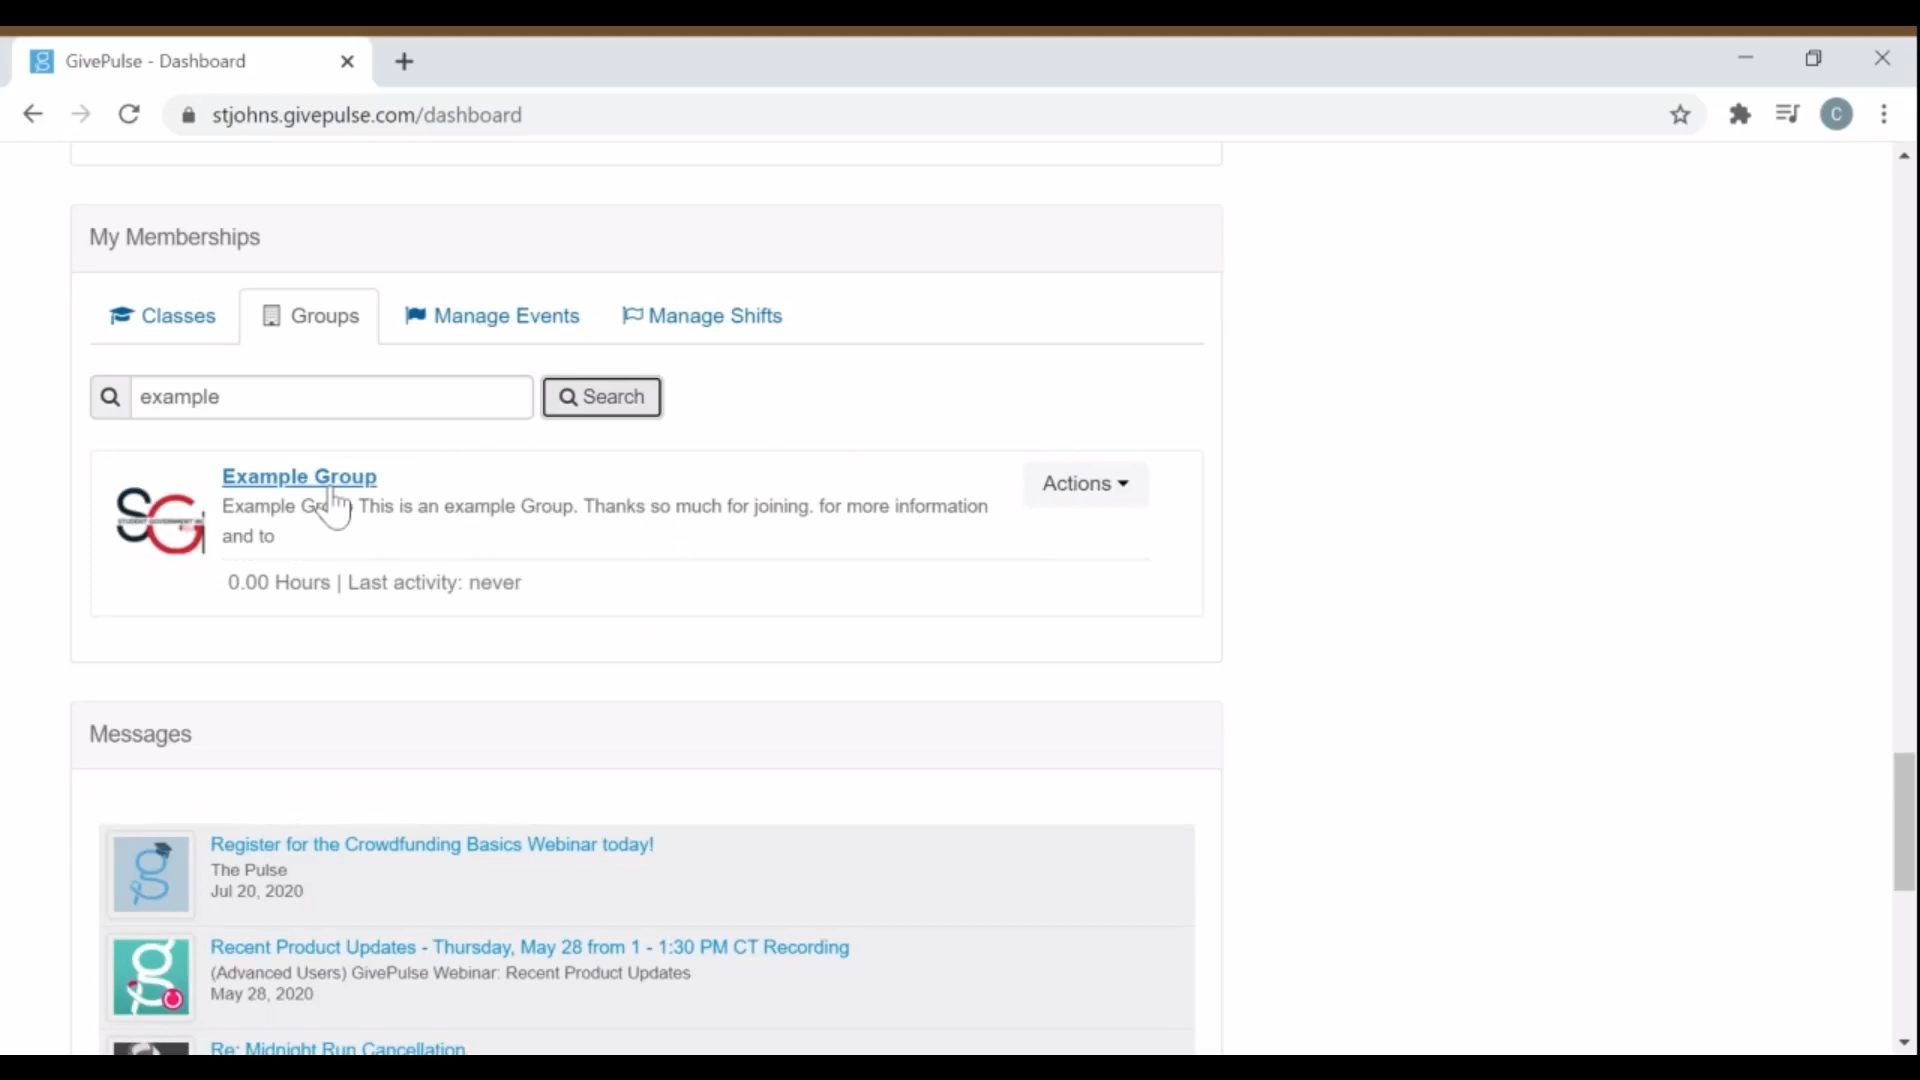 GivePulse - Dashboard
stjohns.givepulse.com/dashboard
C
My Memberships
Classes
Groups
Manage Events
Manage Shifts
example
Search
Example Group
Actions
Example Gr This is an example Group. Thanks so much for joining. for more information
and to
SG
0.00 Hours | Last activity: never
Messages
Register for the Crowdfunding Basics Webinar today!
The Pulse
Jul 20, 2020
Recent Product Updates - Thursday, May 28 from 1 - 1:30 PM CT Recording
(Advanced Users) GivePulse Webinar: Recent Product Updates
May 28, 2020
Re: Midnight Run Cancellation